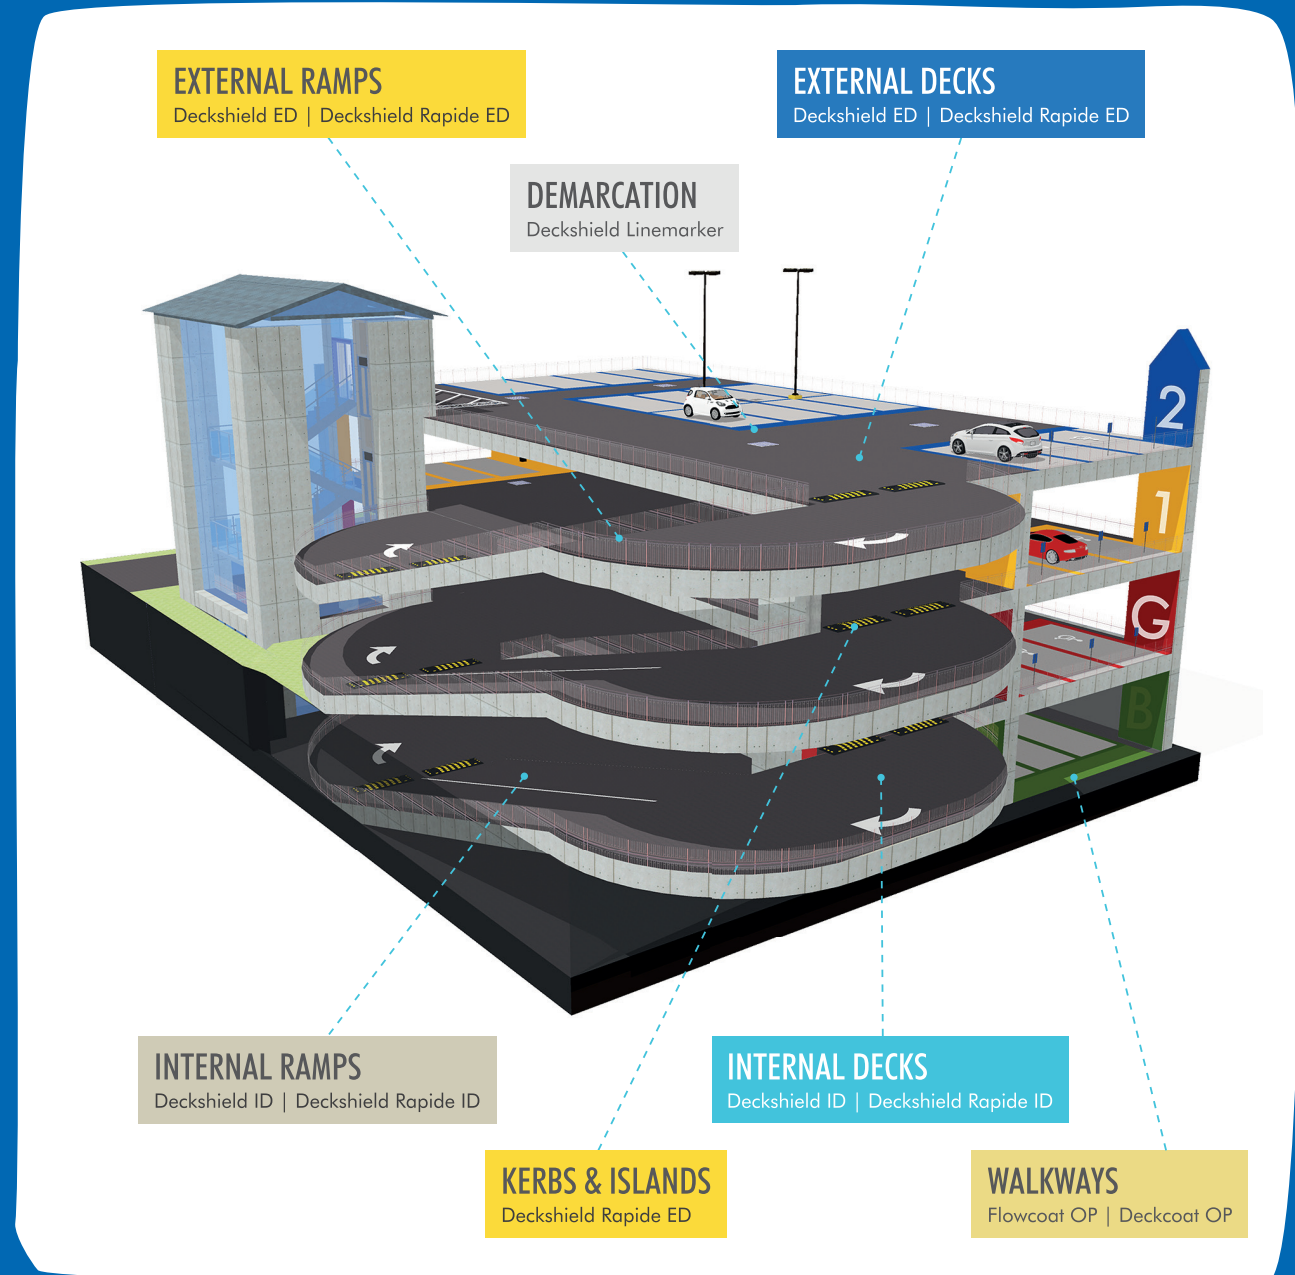 EXTERNAL RAMPS
Deckshield ED | Deckshield Rapide ED
EXTERNAL DECKS
Deckshield ED | Deckshield Rapide ED
DEMARCATION
Deckshield Linemarker
2
1
G
B
INTERNAL RAMPS
Deckshield ID | Deckshield Rapide ID
INTERNAL DECKS
Deckshield ID | Deckshield Rapide ID
KERBS & ISLANDS
Deckshield Rapide ED
WALKWAYS
Flowcoat OP | Deckcoat OP